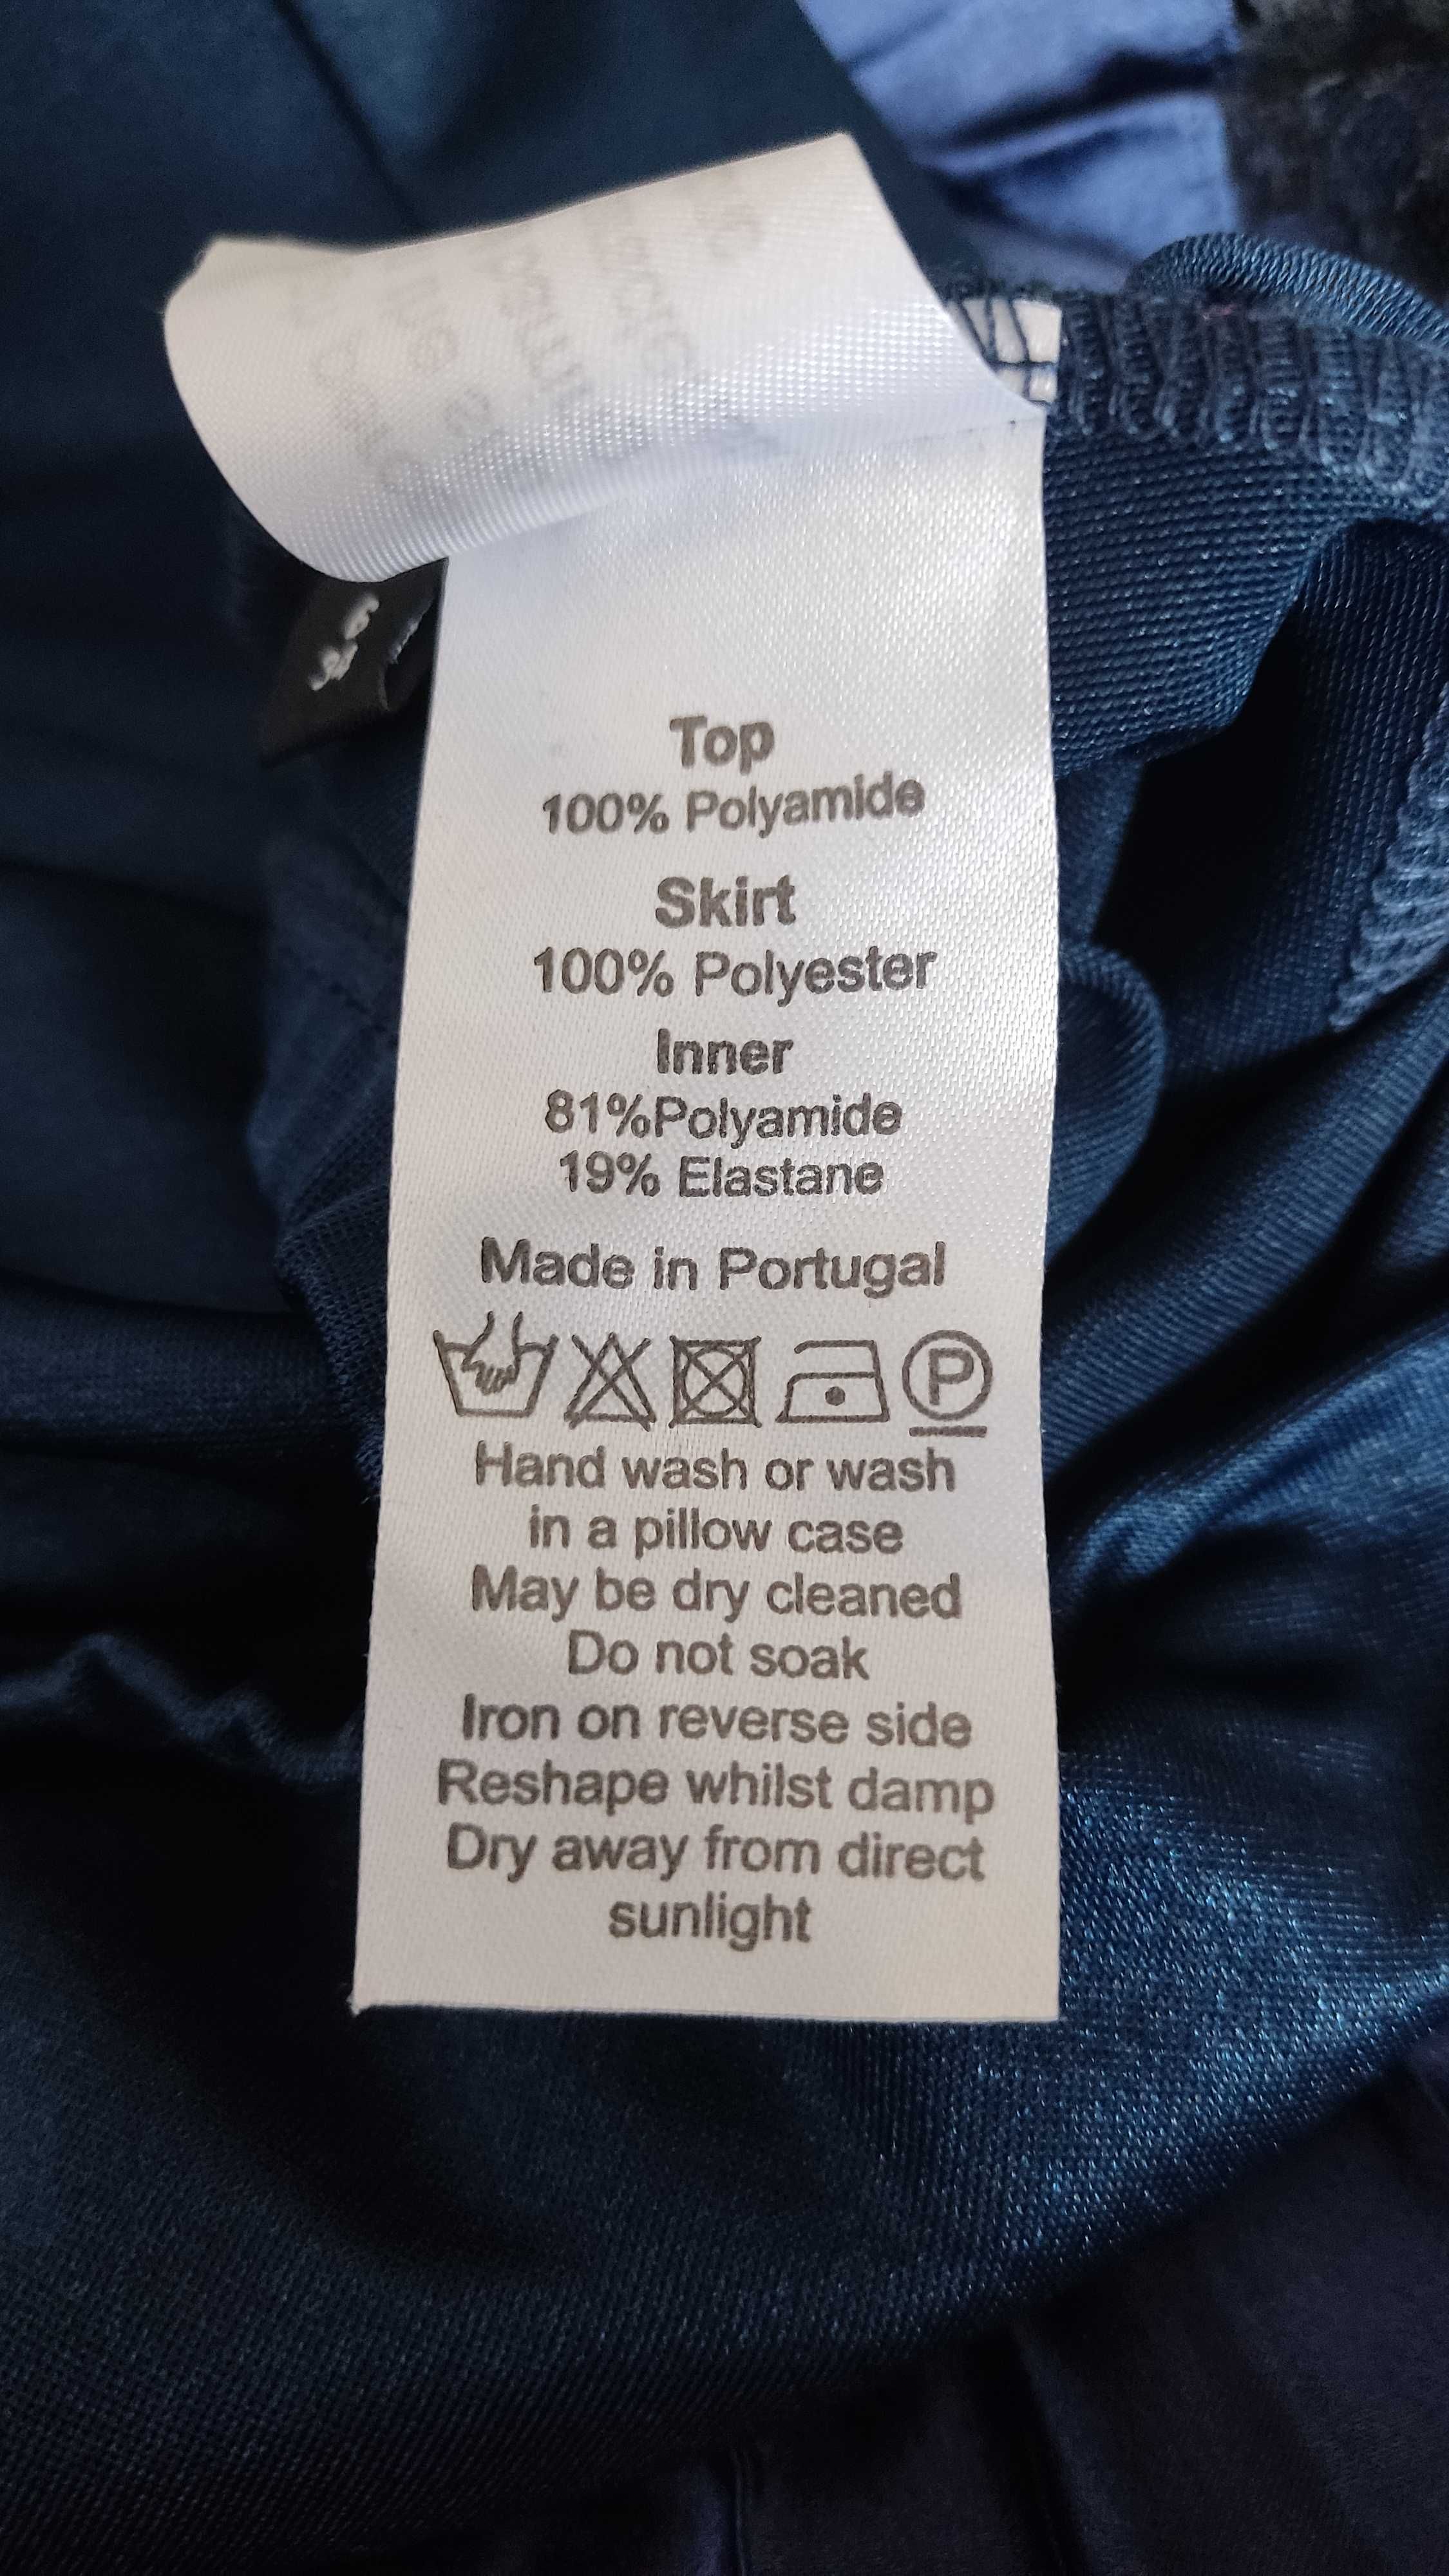 Top
100% Polyamide
Skirt
100% Polyester
Inner
81%Polyamide
19% Elastane
Made in Portugal
P
Hand wash or wash
in a pillow case
May be dry cleaned
Do not soak
Iron on reverse side
Reshape whilst damp
Dry away from direct
sunlight